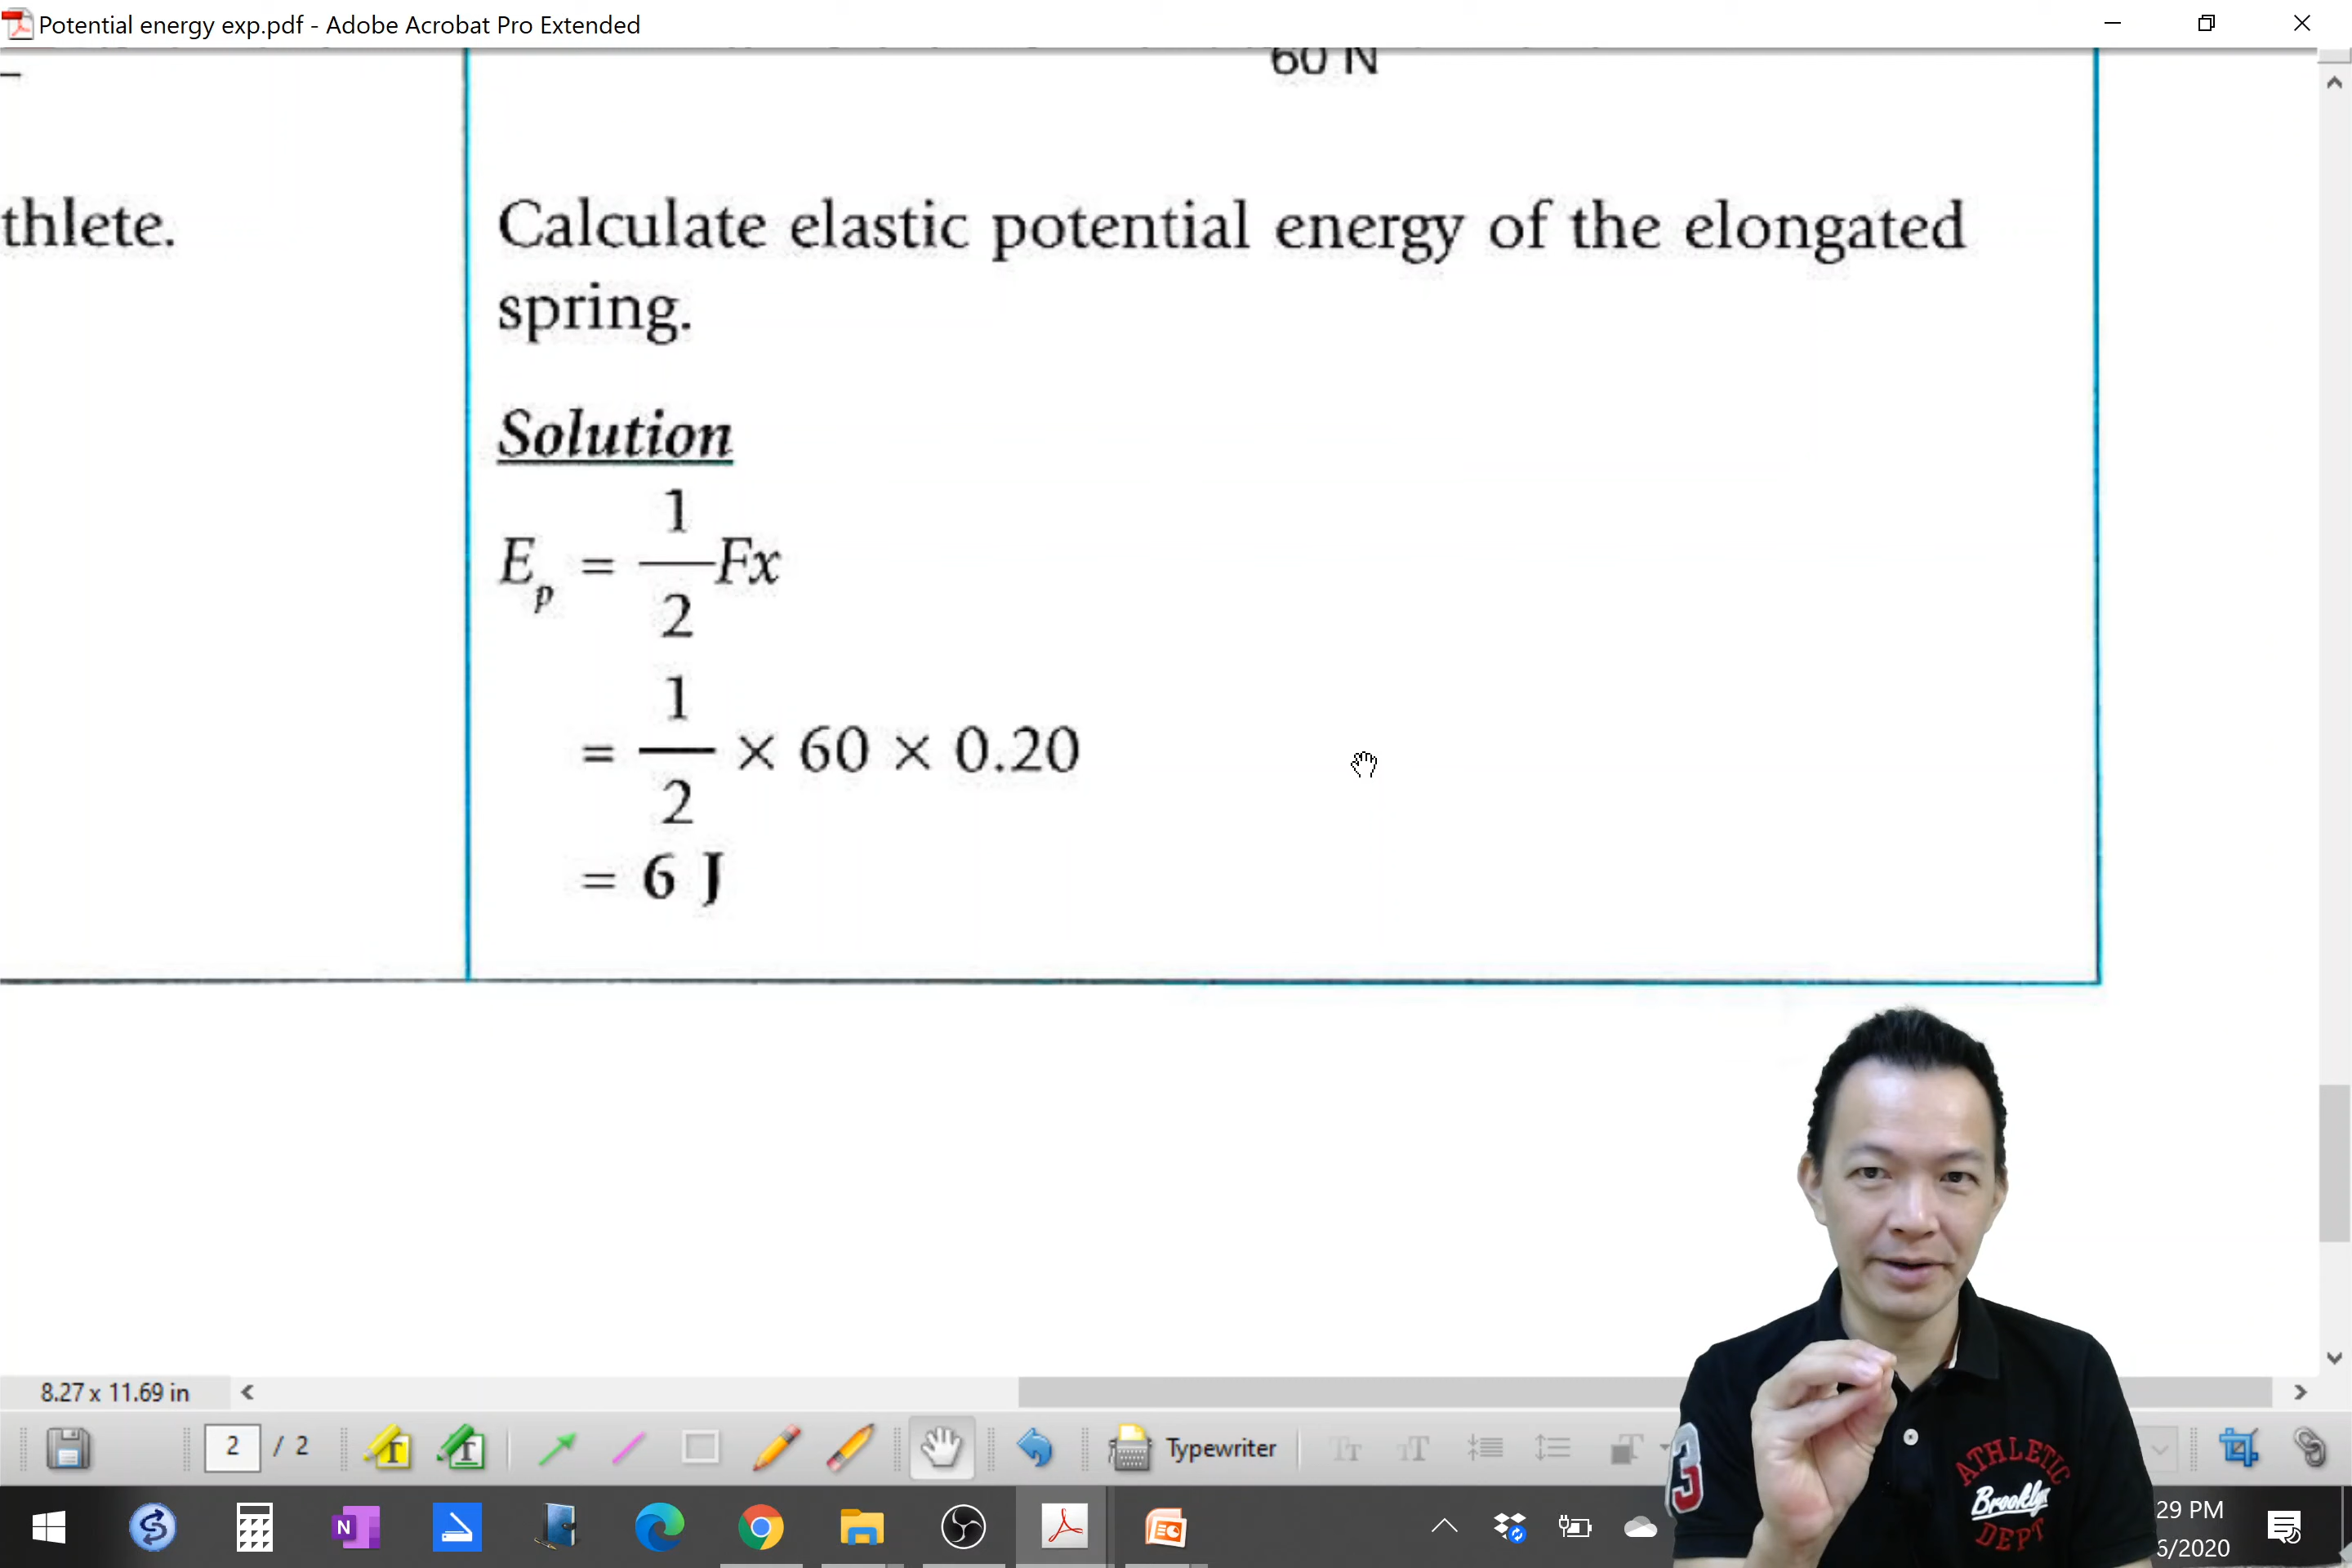 Potential energy exp.pdf - Adobe Acrobat Pro Extended
60 N
thlete.
Calculate elastic potential energy of the elongated
spring.
Solution
E_p = 1/2 Fx
= 1/2 × 60 × 0.20
= 6 J
8.27 x 11.69 in
2 / 2
Typewriter
3
ATHLETIC
Brooklyn
DEPT
29 PM
6/2020